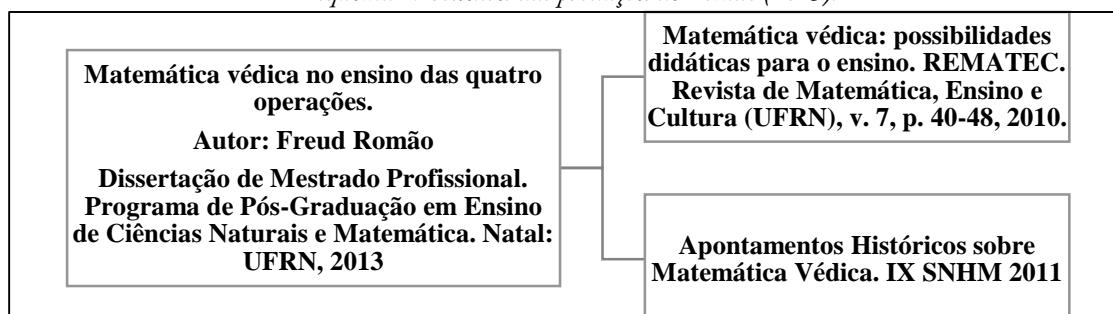 Matemática védica no ensino das quatro
operações.
Autor: Freud Romão
Dissertação de Mestrado Profissional.
Programa de Pós-Graduação em Ensino
de Ciências Naturais e Matemática. Natal:
UFRN, 2013
Matemática védica: possibilidades
didáticas para o ensino. REMATEC.
Revista de Matemática, Ensino e
Cultura (UFRN), v. 7, p. 40-48, 2010.
Apontamentos Históricos sobre
Matemática Védica. IX SNHM 2011